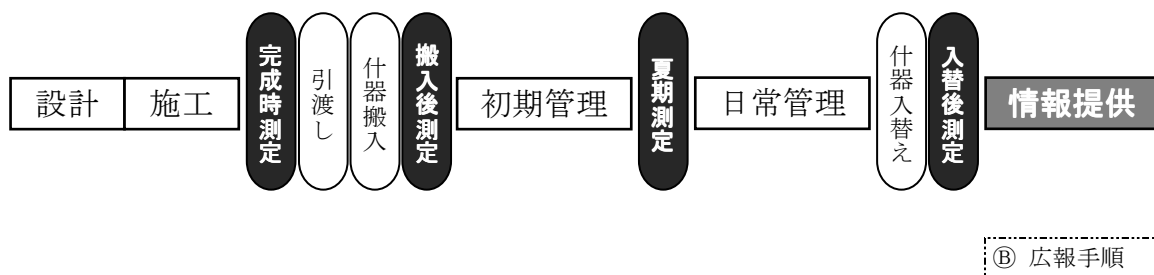 設計
施工
完成時測定
引渡し
什器搬入
搬入後測定
初期管理
夏期測定
日常管理
什器入替え
入替後測定
情報提供
Ⓑ 広報手順